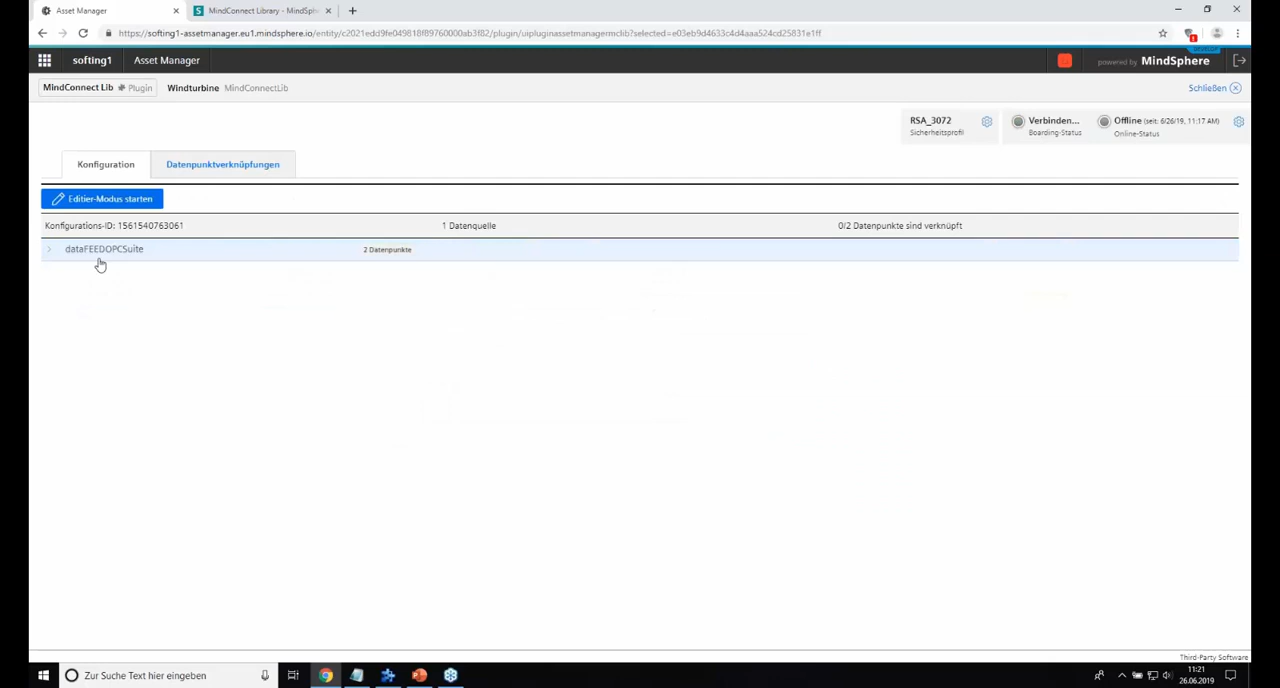 Asset Manager
MindConnect Library - MindSphe
https://softing1-assetmanager.eu1.mindsphere.io/entity/c2021edd9fe049818f89760000ab3f82/plugin/uipluginassetmanagermclib?selected=e03eb9d4633c4d4aaa524cd25831e1ff
softing1 Asset Manager
powered by MindSphere
MindConnect Lib Plugin Windturbine MindConnectLib
Schließen
RSA_3072
Sicherheitsprofil
Verbinden...
Boarding-Status
Offline (seit: 6/26/19, 11:17 AM)
Online-Status
Konfiguration Datenpunktverknüpfungen
Editier-Modus starten
Konfigurations-ID: 1561540763061 1 Datenquelle 0/2 Datenpunkte sind verknüpft
dataFEEDOPCSuite 2 Datenpunkte
Third-Party Software
Zur Suche Text hier eingeben
11:21
26.06.2019